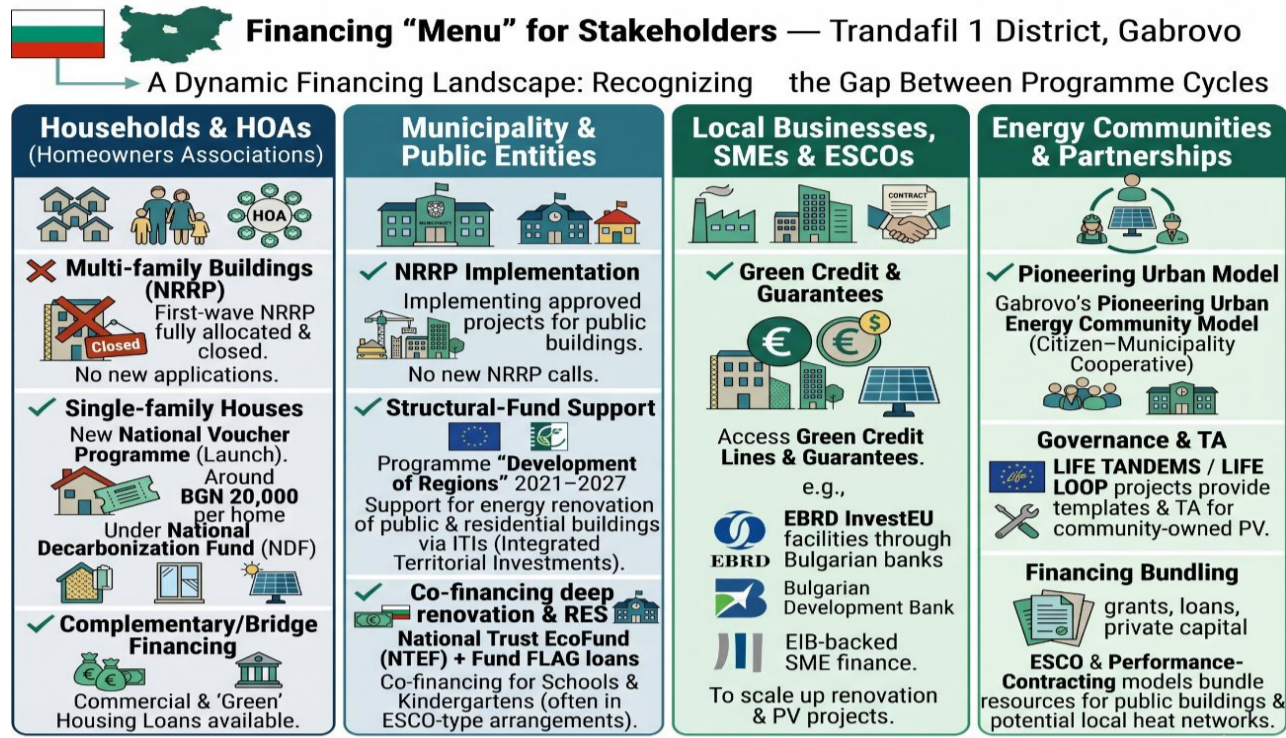 Financing “Menu” for Stakeholders — Trandafil 1 District, Gabrovo
A Dynamic Financing Landscape: Recognizing the Gap Between Programme Cycles
Households & HOAs
(Homeowners Associations)
HOA
Multi-family Buildings
(NRRP)
Closed
First-wave NRRP
fully allocated &
closed.
No new applications.
Single-family Houses
New National Voucher
Programme (Launch).
Around
BGN 20,000
per home
Under National
Decarbonization Fund (NDF)
Complementary/Bridge
Financing
Commercial & ‘Green’
Housing Loans available.
Municipality &
Public Entities
MUNICIPALITY
NRRP Implementation
Implementing approved
projects for public
buildings.
No new NRRP calls.
Structural-Fund Support
Programme “Development
of Regions” 2021–2027
Support for energy renovation
of public & residential buildings
via ITIs (Integrated
Territorial Investments).
Co-financing deep
renovation & RES
National Trust EcoFund
(NTEF) + Fund FLAG loans
Co-financing for Schools &
Kindergartens (often in
ESCO-type arrangements).
Local Businesses,
SMEs & ESCOs
CONTRACT
Green Credit &
Guarantees
€ € $
Access Green Credit
Lines & Guarantees.
e.g.,
EBRD
EBRD InvestEU
facilities through
Bulgarian banks
Bulgarian
Development Bank
EIB-backed
SME finance.
To scale up renovation
& PV projects.
Energy Communities
& Partnerships
Pioneering Urban Model
Gabrovo’s Pioneering Urban
Energy Community Model
(Citizen–Municipality
Cooperative)
Governance & TA
Life
LIFE TANDEMS / LIFE
LOOP projects provide
templates & TA for
community-owned PV.
Financing Bundling
grants, loans,
private capital
ESCO & Performance-
Contracting models bundle
resources for public buildings &
potential local heat networks.